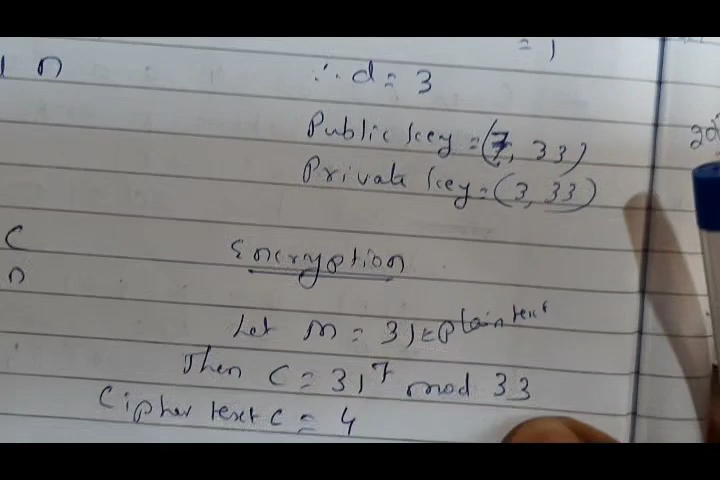 = 1
n
∴ d = 3
Public key = (7, 33)
Private key = (3, 33)
C
n
Encryption
Let m = 31 ← plain text
Then C = 31^7 mod 33
Cipher text C = 4